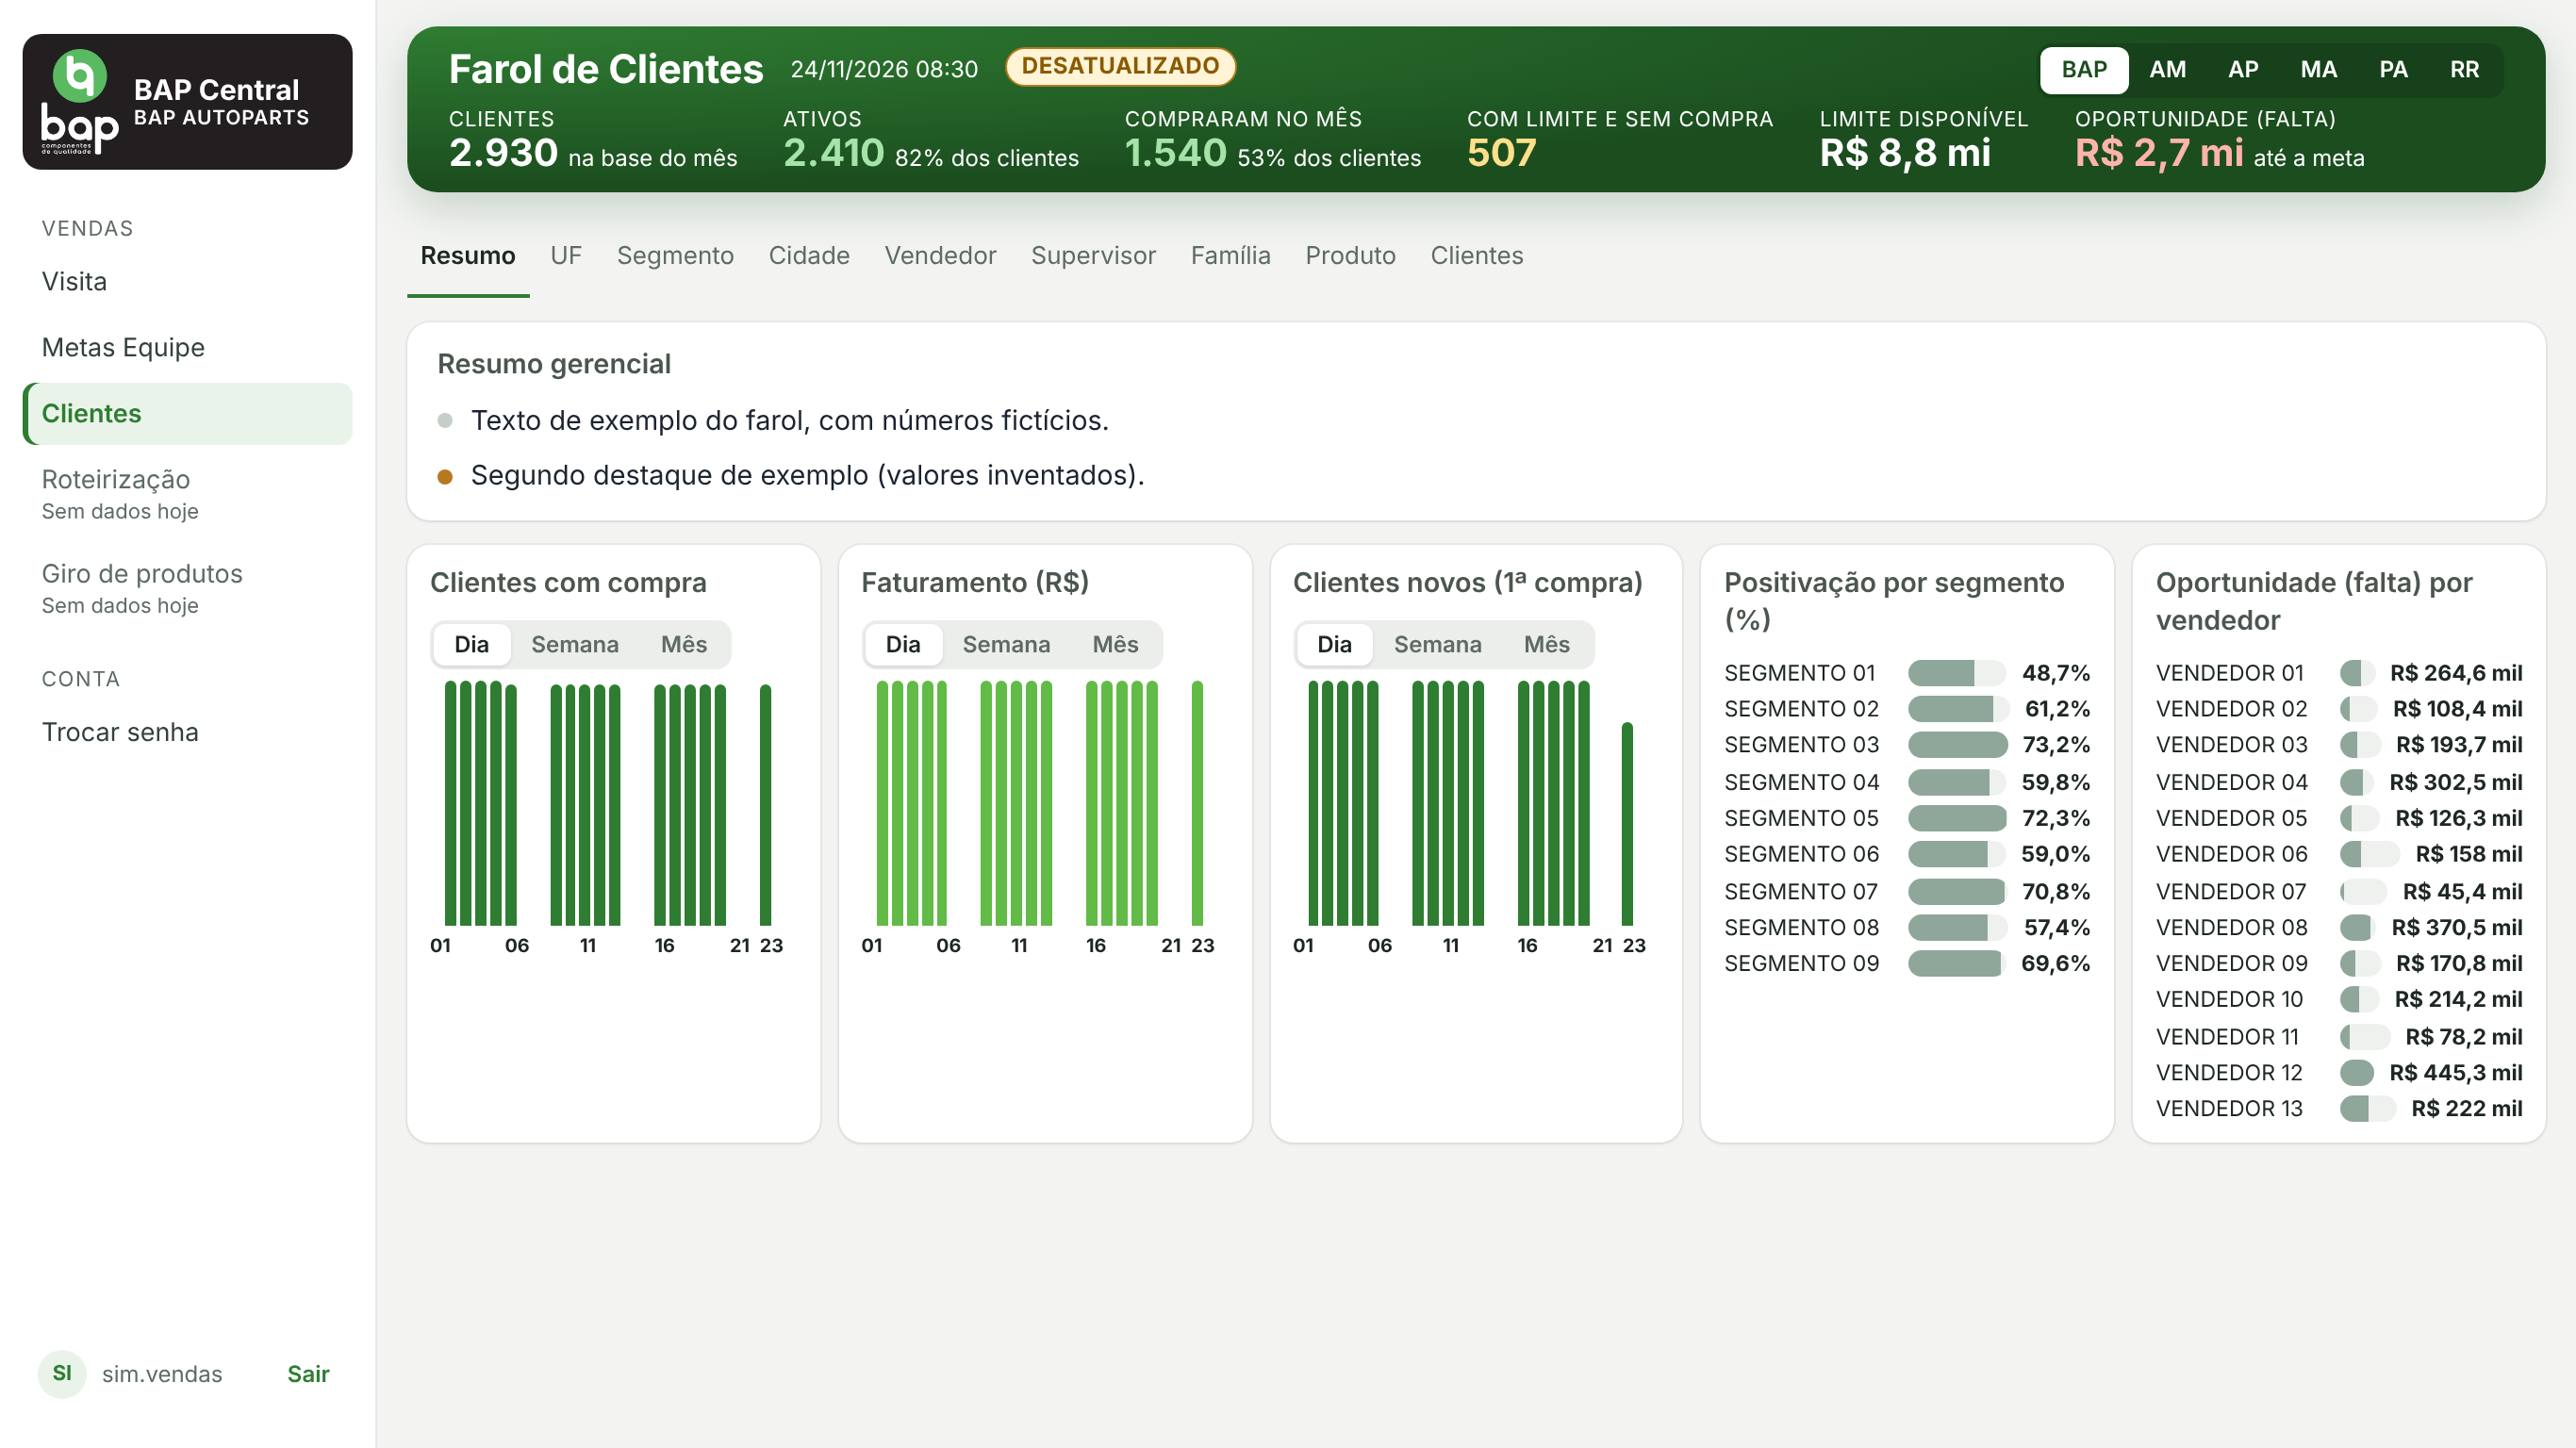 bap
componentes
de qualidade
BAP Central
BAP AUTOPARTS
VENDAS
Visita
Metas Equipe
Clientes
Roteirização
Sem dados hoje
Giro de produtos
Sem dados hoje
CONTA
Trocar senha
SI sim.vendas Sair
Farol de Clientes 24/11/2026 08:30 DESATUALIZADO
BAP AM AP MA PA RR
CLIENTES
2.930 na base do mês
ATIVOS
2.410 82% dos clientes
COMPRARAM NO MÊS
1.540 53% dos clientes
COM LIMITE E SEM COMPRA
507
LIMITE DISPONÍVEL
R$ 8,8 mi
OPORTUNIDADE (FALTA)
R$ 2,7 mi até a meta
Resumo UF Segmento Cidade Vendedor Supervisor Família Produto Clientes
Resumo gerencial
Texto de exemplo do farol, com números fictícios.
Segundo destaque de exemplo (valores inventados).
Clientes com compra
Dia Semana Mês
01 06 11 16 21 23
Faturamento (R$)
Dia Semana Mês
01 06 11 16 21 23
Clientes novos (1ª compra)
Dia Semana Mês
01 06 11 16 21 23
Positivação por segmento
(%)
SEGMENTO 01 48,7%
SEGMENTO 02 61,2%
SEGMENTO 03 73,2%
SEGMENTO 04 59,8%
SEGMENTO 05 72,3%
SEGMENTO 06 59,0%
SEGMENTO 07 70,8%
SEGMENTO 08 57,4%
SEGMENTO 09 69,6%
Oportunidade (falta) por
vendedor
VENDEDOR 01 R$ 264,6 mil
VENDEDOR 02 R$ 108,4 mil
VENDEDOR 03 R$ 193,7 mil
VENDEDOR 04 R$ 302,5 mil
VENDEDOR 05 R$ 126,3 mil
VENDEDOR 06 R$ 158 mil
VENDEDOR 07 R$ 45,4 mil
VENDEDOR 08 R$ 370,5 mil
VENDEDOR 09 R$ 170,8 mil
VENDEDOR 10 R$ 214,2 mil
VENDEDOR 11 R$ 78,2 mil
VENDEDOR 12 R$ 445,3 mil
VENDEDOR 13 R$ 222 mil